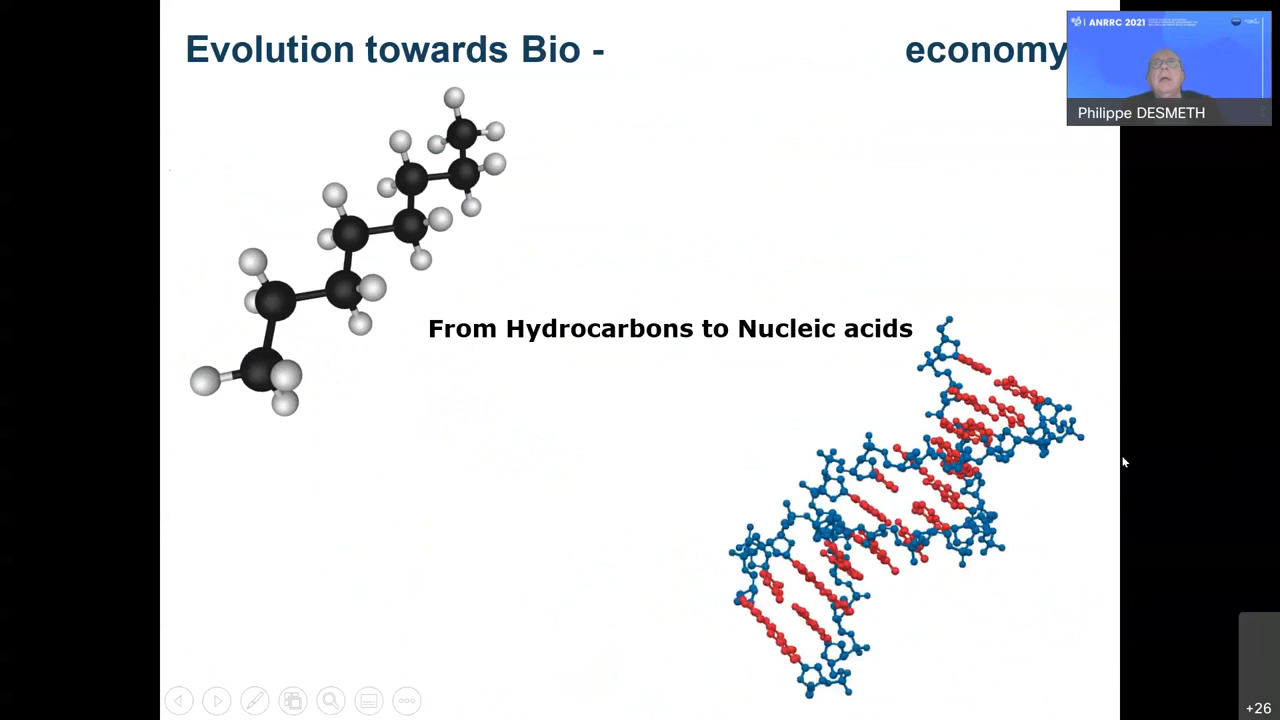 Evolution towards Bio - economy
ANRRC 2021
Philippe DESMETH
From Hydrocarbons to Nucleic acids
+26